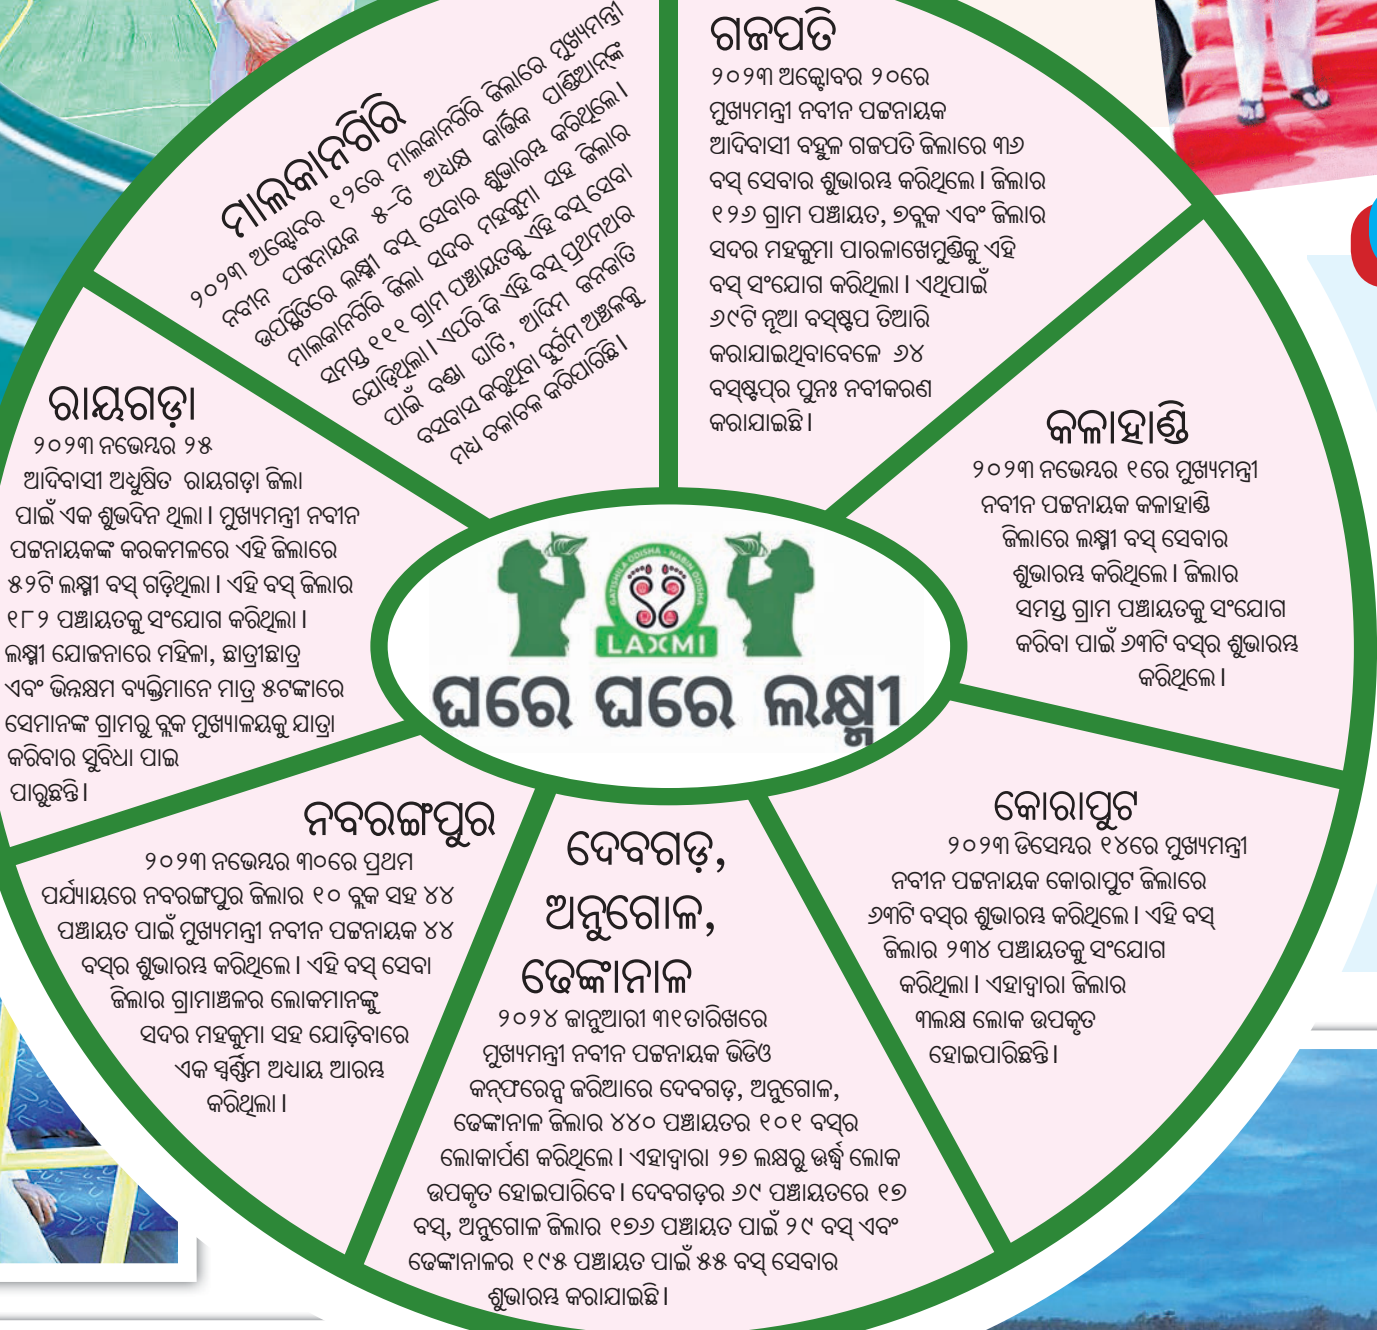 ମାଲକାନଗିରି
୨୦୨୩ ଅକ୍ଟୋବର ୧୨ରେ ମାଲକାନଗିରି ଜିଲାରେ ମୁଖ୍ୟମନ୍ତ୍ରୀ
ନବୀନ ପଟ୍ଟନାୟକ ୫-ଟି ଅଧ୍ୟକ୍ଷ କାର୍ତ୍ତିକ ପାଣ୍ଡିଆନ୍‌ଙ୍କ
ଉପସ୍ଥିତିରେ ଲକ୍ଷ୍ମୀ ବସ୍ ସେବାର ଶୁଭାରମ୍ଭ କରିଥିଲେ।
ମାଲକାନଗିରି ଜିଲା ସଦର ମହକୁମା ସହ ଜିଲାର
ସମସ୍ତ ୧୧୧ ଗ୍ରାମ ପଞ୍ଚାୟତକୁ ଏହି ବସ୍ ସେବା
ଯୋଡ଼ିଥିଲା। ଏପରି କି ଏହି ବସ୍ ପ୍ରଥମଥର
ପାଇଁ ବଣ୍ଡା ଘାଟି, ଆଦିମ ଜନଜାତି
ବସବାସ କରୁଥିବା ଦୁର୍ଗମ ଅଞ୍ଚଳକୁ
ମଧ୍ୟ ଚଳାଚଳ କରିପାରିଛି।
ଗଜପତି
୨୦୨୩ ଅକ୍ଟୋବର ୨୦ରେ
ମୁଖ୍ୟମନ୍ତ୍ରୀ ନବୀନ ପଟ୍ଟନାୟକ
ଆଦିବାସୀ ବହୁଳ ଗଜପତି ଜିଲାରେ ୩୬
ବସ୍ ସେବାର ଶୁଭାରମ୍ଭ କରିଥିଲେ। ଜିଲାର
୧୨୬ ଗ୍ରାମ ପଞ୍ଚାୟତ, ୭ବ୍ଲକ ଏବଂ ଜିଲାର
ସଦର ମହକୁମା ପାରଳାଖେମୁଣ୍ଡିକୁ ଏହି
ବସ୍ ସଂଯୋଗ କରିଥିଲା। ଏଥିପାଇଁ
୬୯ଟି ନୂଆ ବସ୍‌ଷ୍ଟପ ତିଆରି
କରାଯାଇଥିବାବେଳେ ୬୪
ବସ୍‌ଷ୍ଟପ୍‌ର ପୁନଃ ନବୀକରଣ
କରାଯାଇଛି।
କଳାହାଣ୍ଡି
୨୦୨୩ ନଭେମ୍ବର ୧ରେ ମୁଖ୍ୟମନ୍ତ୍ରୀ
ନବୀନ ପଟ୍ଟନାୟକ କଳାହାଣ୍ଡି
ଜିଲାରେ ଲକ୍ଷ୍ମୀ ବସ୍ ସେବାର
ଶୁଭାରମ୍ଭ କରିଥିଲେ। ଜିଲାର
ସମସ୍ତ ଗ୍ରାମ ପଞ୍ଚାୟତକୁ ସଂଯୋଗ
କରିବା ପାଇଁ ୬୩ଟି ବସ୍‌ର ଶୁଭାରମ୍ଭ
କରିଥିଲେ।
ରାୟଗଡ଼ା
୨୦୨୩ ନଭେମ୍ବର ୨୫
ଆଦିବାସୀ ଅଧ୍ୟୁଷିତ ରାୟଗଡ଼ା ଜିଲା
ପାଇଁ ଏକ ଶୁଭଦିନ ଥିଲା। ମୁଖ୍ୟମନ୍ତ୍ରୀ ନବୀନ
ପଟ୍ଟନାୟକଙ୍କ କରକମଳରେ ଏହି ଜିଲାରେ
୫୨ଟି ଲକ୍ଷ୍ମୀ ବସ୍ ଗଡ଼ିଥିଲା। ଏହି ବସ୍ ଜିଲାର
୧୮୨ ପଞ୍ଚାୟତକୁ ସଂଯୋଗ କରିଥିଲା।
ଲକ୍ଷ୍ମୀ ଯୋଜନାରେ ମହିଳା, ଛାତ୍ରୀଛାତ୍ର
ଏବଂ ଭିନ୍ନକ୍ଷମ ବ୍ୟକ୍ତିମାନେ ମାତ୍ର ୫ଟଙ୍କାରେ
ସେମାନଙ୍କ ଗ୍ରାମରୁ ବ୍ଲକ ମୁଖ୍ୟାଳୟକୁ ଯାତ୍ରା
କରିବାର ସୁବିଧା ପାଇ
ପାରୁଛନ୍ତି।
GATISHILA ODISHA - NABIN ODISHA
LAXMI
ଘରେ ଘରେ ଲକ୍ଷ୍ମୀ
ନବରଙ୍ଗପୁର
୨୦୨୩ ନଭେମ୍ବର ୩୦ରେ ପ୍ରଥମ
ପର୍ଯ୍ୟାୟରେ ନବରଙ୍ଗପୁର ଜିଲାର ୧୦ ବ୍ଲକ ସହ ୪୪
ପଞ୍ଚାୟତ ପାଇଁ ମୁଖ୍ୟମନ୍ତ୍ରୀ ନବୀନ ପଟ୍ଟନାୟକ ୪୪
ବସ୍‌ର ଶୁଭାରମ୍ଭ କରିଥିଲେ। ଏହି ବସ୍ ସେବା
ଜିଲାର ଗ୍ରାମାଞ୍ଚଳର ଲୋକମାନଙ୍କୁ
ସଦର ମହକୁମା ସହ ଯୋଡ଼ିବାରେ
ଏକ ସ୍ୱର୍ଣ୍ଣିମ ଅଧ୍ୟାୟ ଆରମ୍ଭ
କରିଥିଲା।
ଦେବଗଡ଼,
ଅନୁଗୋଳ,
ଢେଙ୍କାନାଳ
୨୦୨୪ ଜାନୁଆରୀ ୩୧ତାରିଖରେ
ମୁଖ୍ୟମନ୍ତ୍ରୀ ନବୀନ ପଟ୍ଟନାୟକ ଭିଡିଓ
କନ୍‌ଫରେନ୍ସ ଜରିଆରେ ଦେବଗଡ଼, ଅନୁଗୋଳ,
ଢେଙ୍କାନାଳ ଜିଲାର ୪୪୦ ପଞ୍ଚାୟତର ୧୦୧ ବସ୍‌ର
ଲୋକାର୍ପଣ କରିଥିଲେ। ଏହାଦ୍ୱାରା ୨୭ ଲକ୍ଷରୁ ଊର୍ଦ୍ଧ୍ୱ ଲୋକ
ଉପକୃତ ହୋଇପାରିବେ। ଦେବଗଡ଼ର ୬୯ ପଞ୍ଚାୟତରେ ୧୭
ବସ୍, ଅନୁଗୋଳ ଜିଲାର ୧୭୬ ପଞ୍ଚାୟତ ପାଇଁ ୨୯ ବସ୍ ଏବଂ
ଢେଙ୍କାନାଳର ୧୯୫ ପଞ୍ଚାୟତ ପାଇଁ ୫୫ ବସ୍ ସେବାର
ଶୁଭାରମ୍ଭ କରାଯାଇଛି।
କୋରାପୁଟ
୨୦୨୩ ଡିସେମ୍ବର ୧୪ରେ ମୁଖ୍ୟମନ୍ତ୍ରୀ
ନବୀନ ପଟ୍ଟନାୟକ କୋରାପୁଟ ଜିଲାରେ
୬୩ଟି ବସ୍‌ର ଶୁଭାରମ୍ଭ କରିଥିଲେ। ଏହି ବସ୍
ଜିଲାର ୨୩୪ ପଞ୍ଚାୟତକୁ ସଂଯୋଗ
କରିଥିଲା। ଏହାଦ୍ୱାରା ଜିଲାର
୩ଲକ୍ଷ ଲୋକ ଉପକୃତ
ହୋଇପାରିଛନ୍ତି।